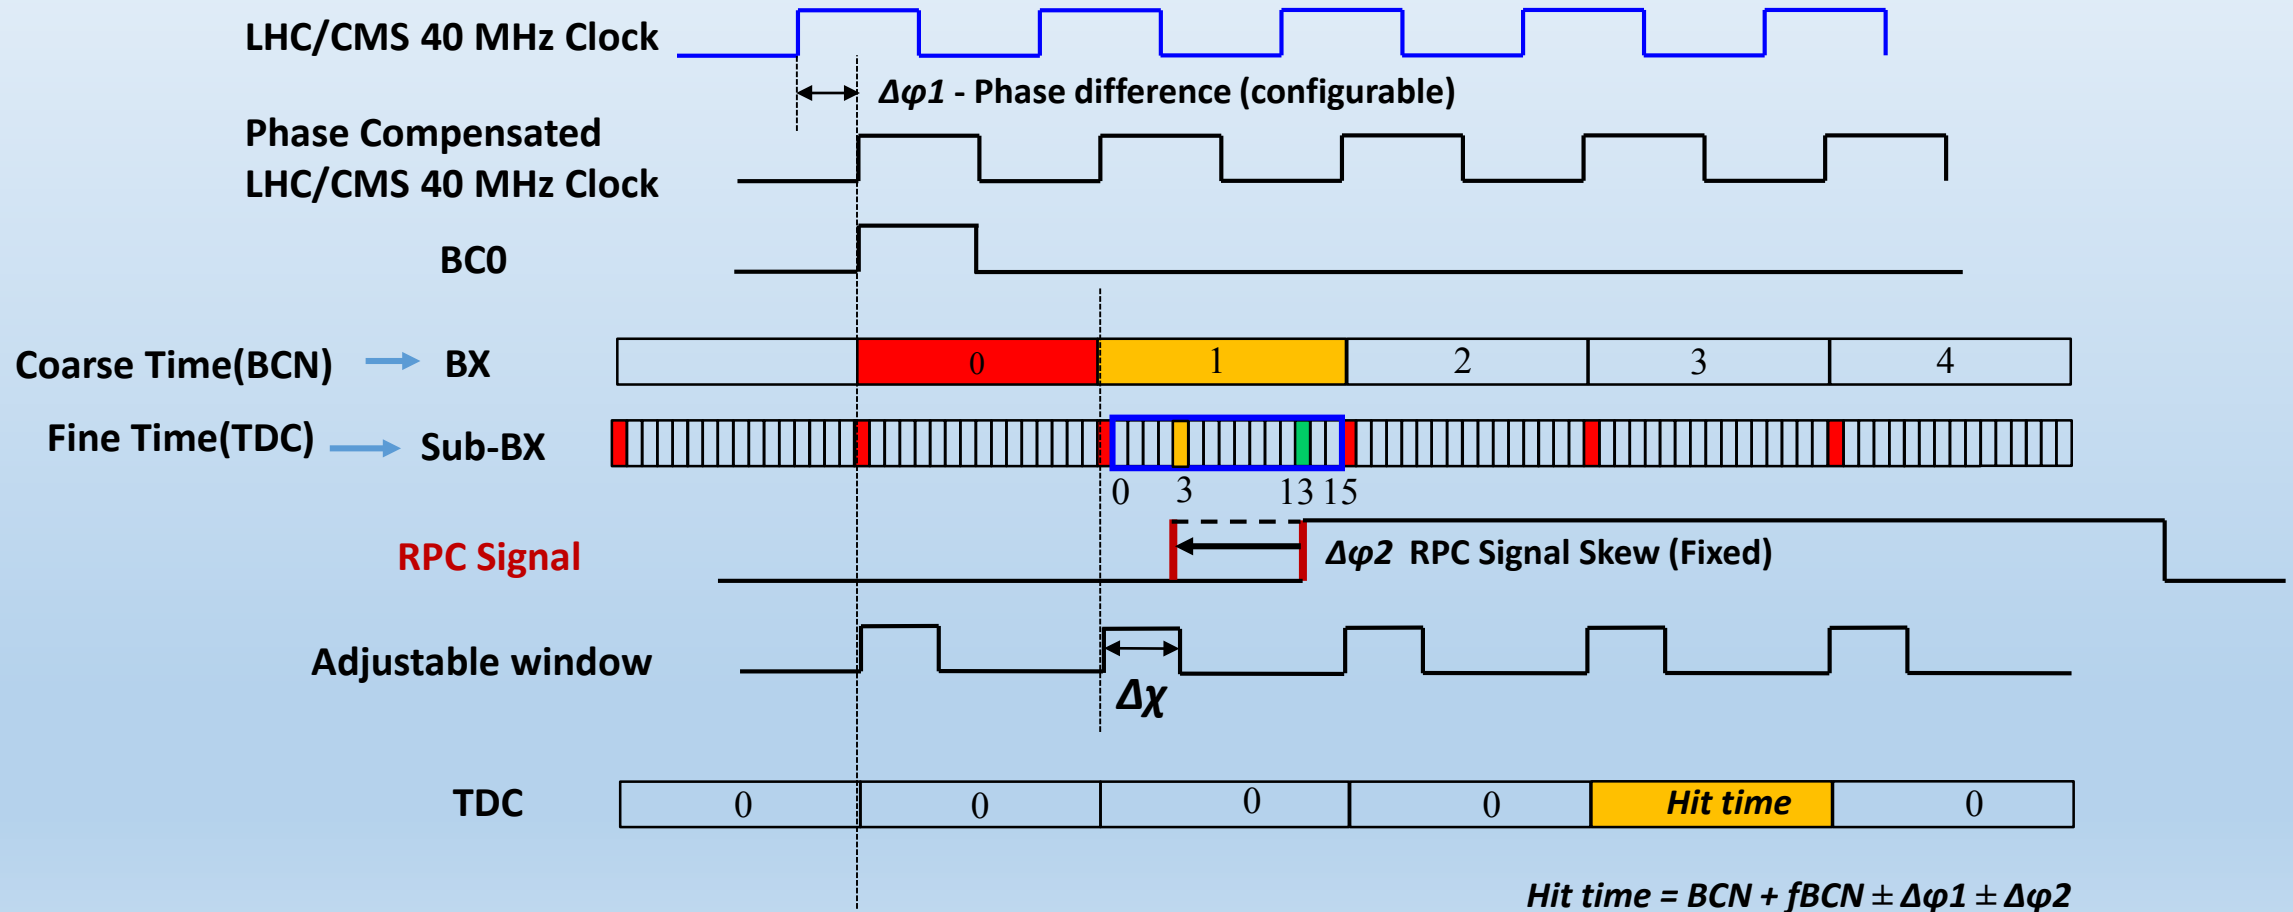 LHC/CMS 40 MHz Clock
Δφ1 - Phase difference (configurable)
Phase Compensated
LHC/CMS 40 MHz Clock
BC0
Coarse Time(BCN)
BX
0
1
2
3
4
Fine Time(TDC)
Sub-BX
0
3
13
15
RPC Signal
Δφ2 RPC Signal Skew (Fixed)
Adjustable window
Δχ
TDC
0
0
0
0
Hit time
0
Hit time = BCN + fBCN ± Δφ1 ± Δφ2